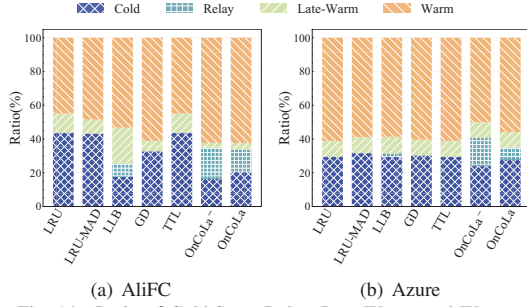 Cold Relay Late-Warm Warm
Ratio(%)
100
80
60
40
20
0
LRU
LRU-MAD
LLB
GD
TTL
OnCoLa⁻
OnCoLa
(a) AliFC
Ratio(%)
100
80
60
40
20
0
LRU
LRU-MAD
LLB
GD
TTL
OnCoLa⁻
OnCoLa
(b) Azure